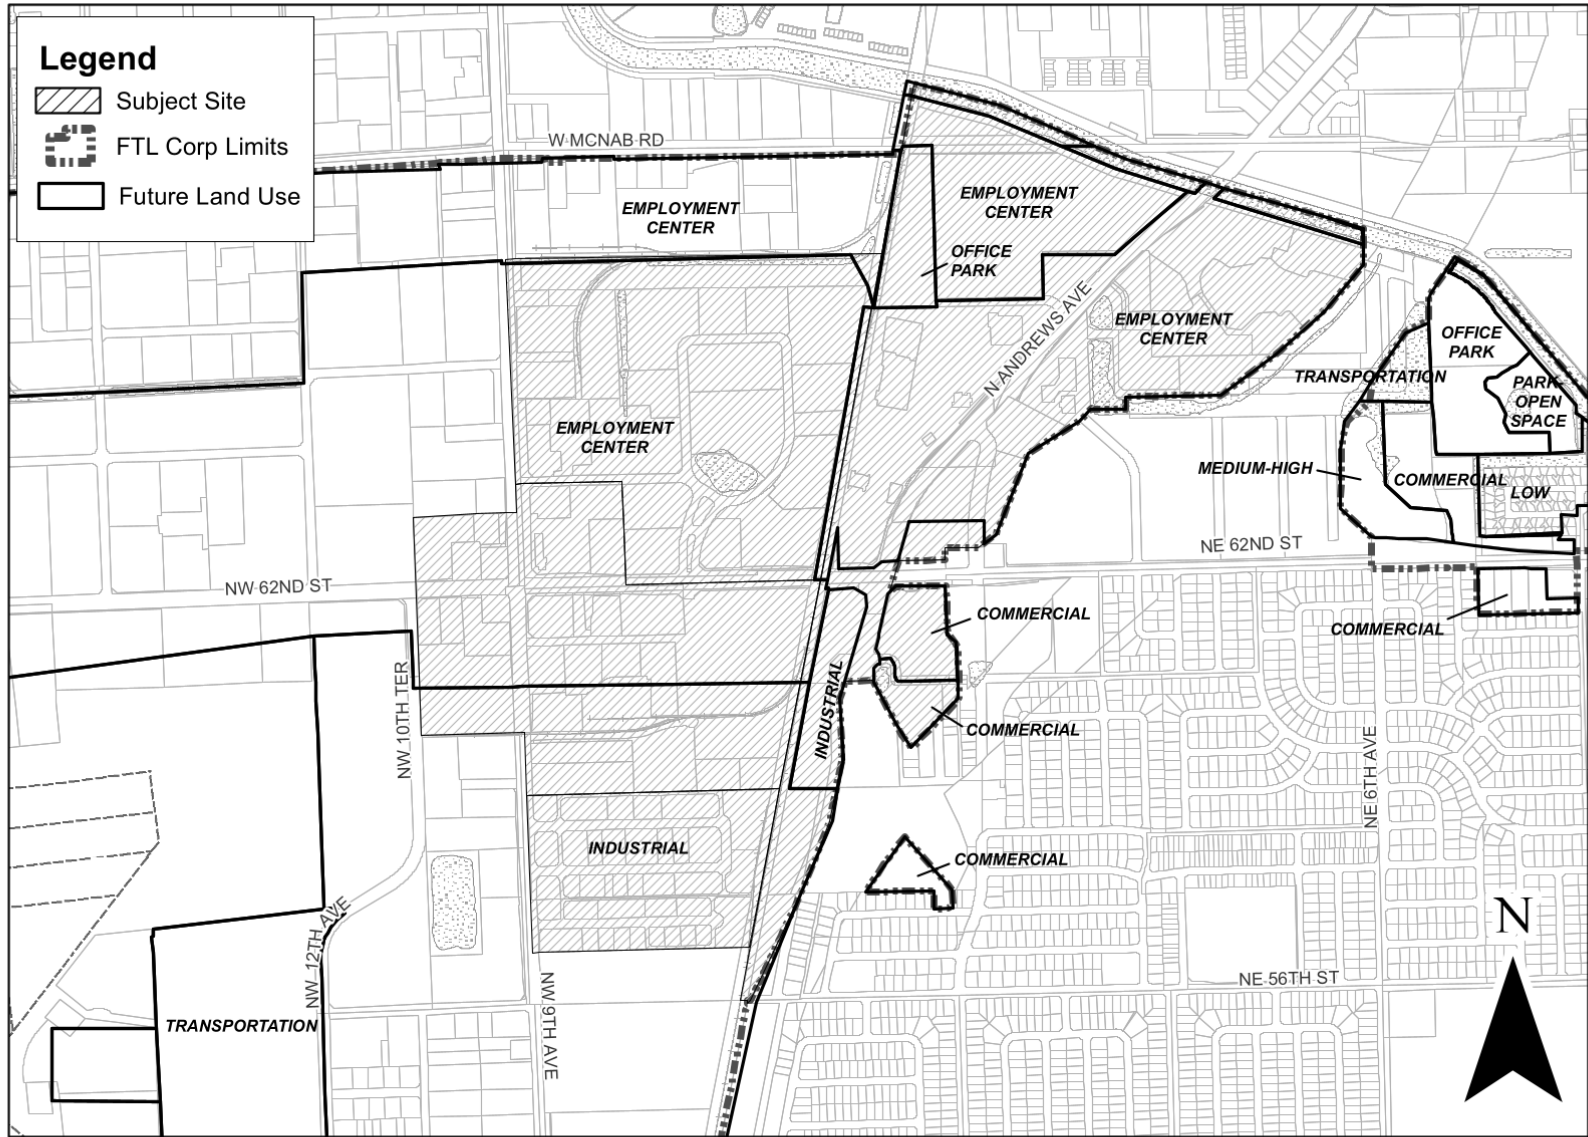 Legend
Subject Site
FTL Corp Limits
Future Land Use
W MCNAB RD
EMPLOYMENT
CENTER
EMPLOYMENT
CENTER
OFFICE
PARK
N ANDREWS AVE
EMPLOYMENT
CENTER
OFFICE
PARK
TRANSPORTATION
PARK-
OPEN
SPACE
EMPLOYMENT
CENTER
MEDIUM-HIGH
COMMERCIAL
LOW
NE 62ND ST
NW 62ND ST
COMMERCIAL
COMMERCIAL
NW 10TH TER
INDUSTRIAL
COMMERCIAL
NE 6TH AVE
INDUSTRIAL
COMMERCIAL
N
NW 12TH AVE
NE 56TH ST
TRANSPORTATION
NW 9TH AVE